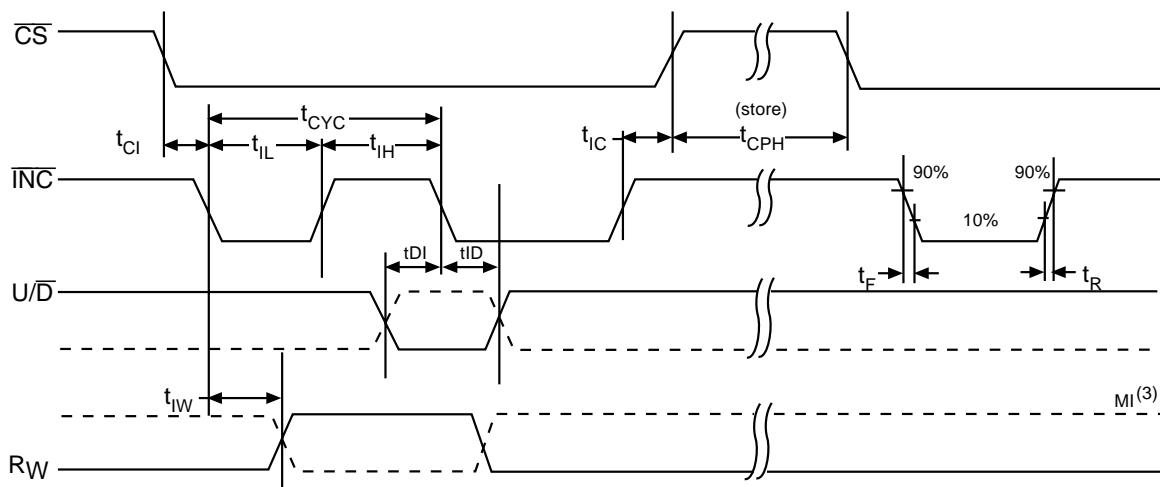 CS
(store)
tCYC
tCI
tIL
tIH
tIC
tCPH
INC
90%
90%
10%
tDI
tID
tF
tR
U/D
tIW
MI(3)
RW